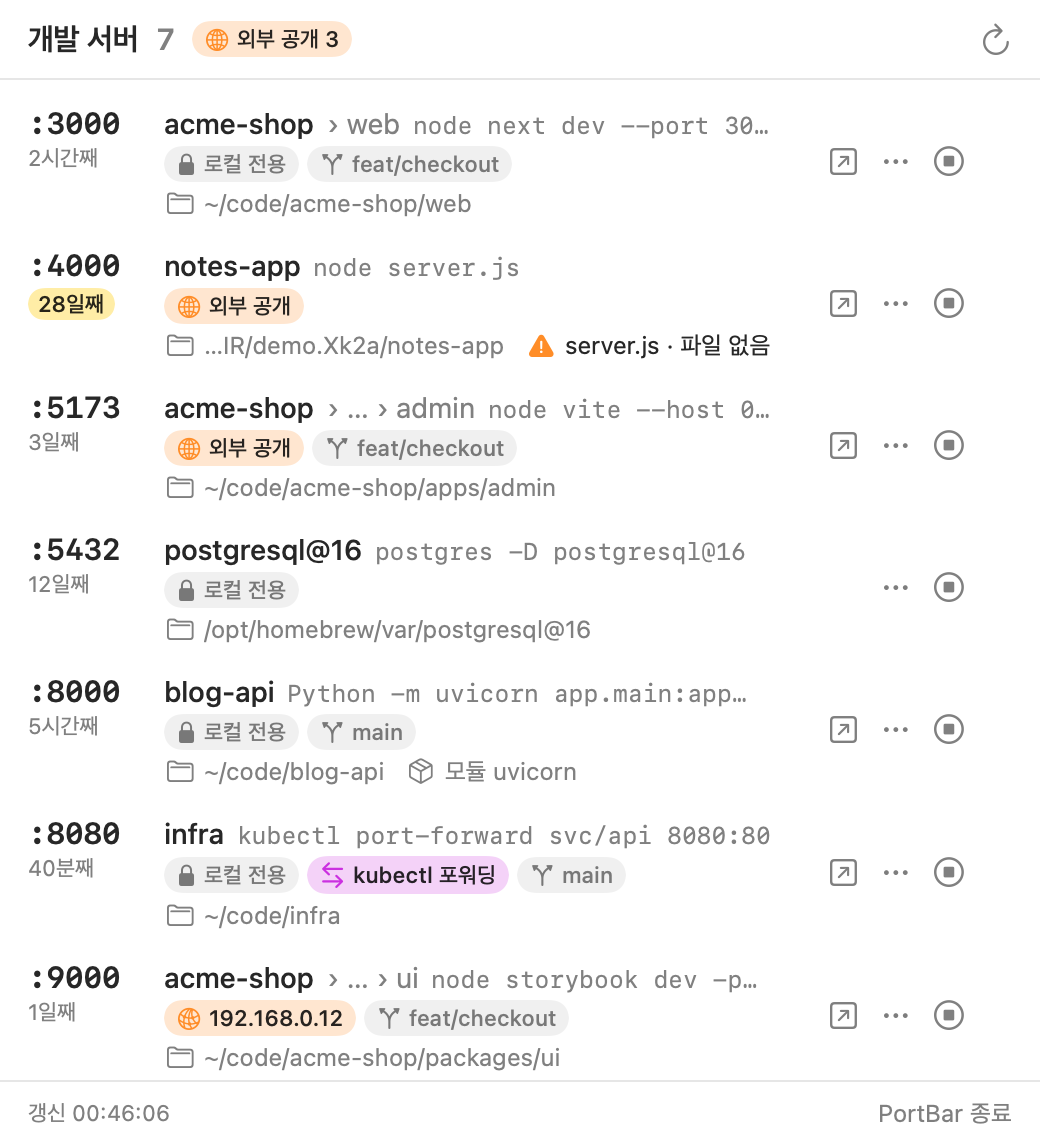 개발 서버 7 외부 공개 3
:3000 acme-shop › web node next dev --port 30…
2시간째 로컬 전용 feat/checkout
~/code/acme-shop/web
:4000 notes-app node server.js
28일째 외부 공개
…IR/demo.Xk2a/notes-app server.js · 파일 없음
:5173 acme-shop › … › admin node vite --host 0…
3일째 외부 공개 feat/checkout
~/code/acme-shop/apps/admin
:5432 postgresql@16 postgres -D postgresql@16
12일째 로컬 전용
/opt/homebrew/var/postgresql@16
:8000 blog-api Python -m uvicorn app.main:app…
5시간째 로컬 전용 main
~/code/blog-api 모듈 uvicorn
:8080 infra kubectl port-forward svc/api 8080:80
40분째 로컬 전용 kubectl 포워딩 main
~/code/infra
:9000 acme-shop › … › ui node storybook dev -p…
1일째 192.168.0.12 feat/checkout
~/code/acme-shop/packages/ui
갱신 00:46:06 PortBar 종료